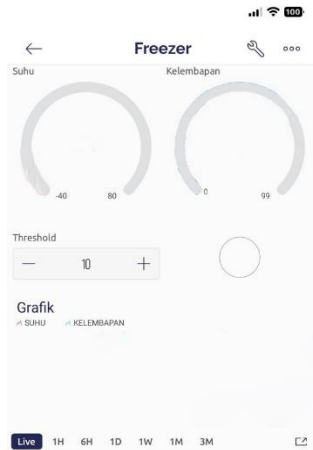 100
Freezer
Suhu Kelembapan
-40 80 0 99
Threshold
— 10 +
Grafik
SUHU KELEMBAPAN
Live 1H 6H 1D 1W 1M 3M